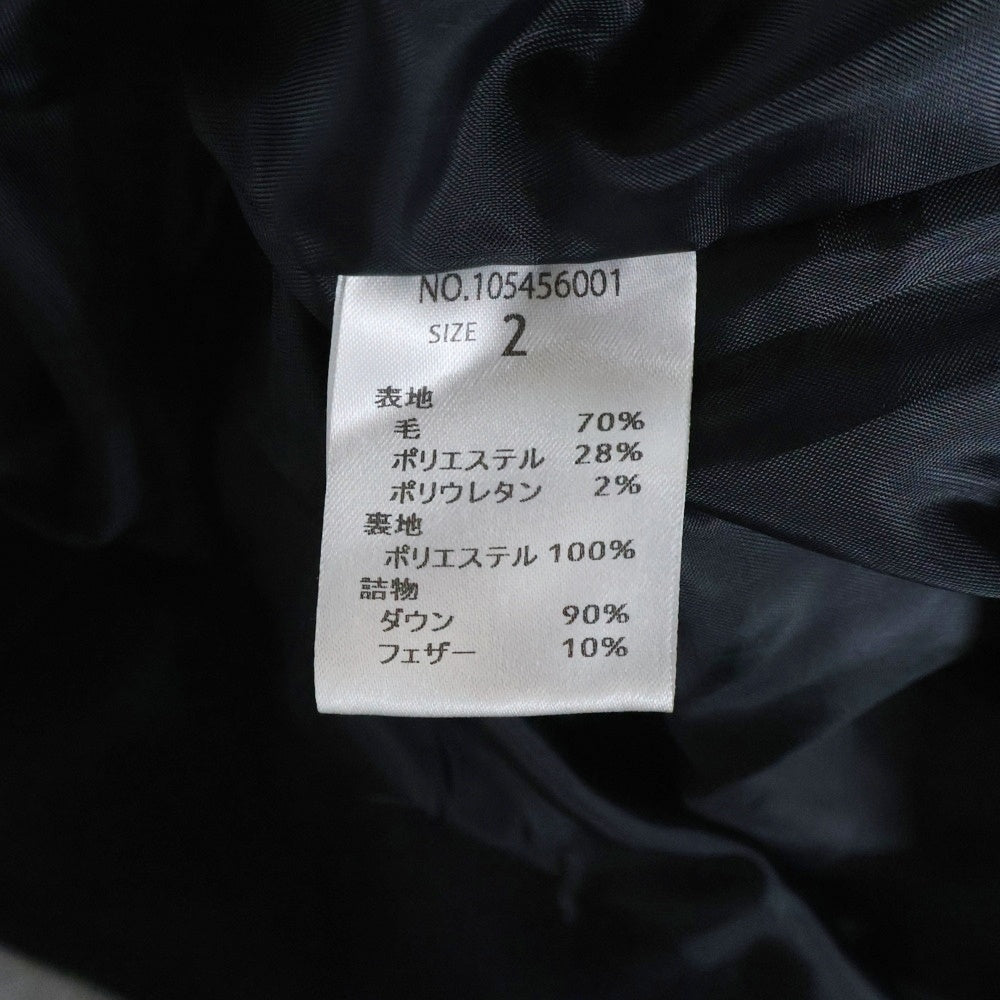 NO.105456001
SIZE 2
表地
毛 70%
ポリエステル 28%
ポリウレタン 2%
裏地
ポリエステル 100%
詰物
ダウン 90%
フェザー 10%